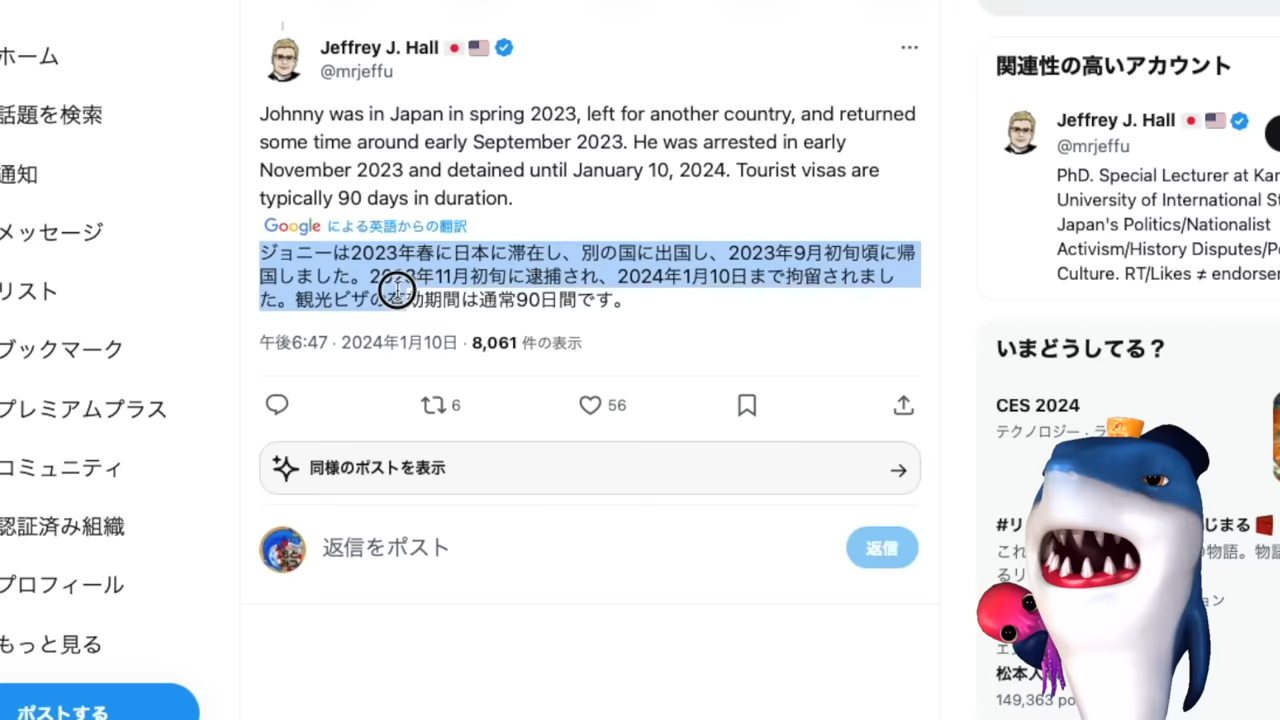 ホーム
話題を検索
通知
メッセージ
リスト
ブックマーク
プレミアムプラス
コミュニティ
認証済み組織
プロフィール
もっと見る
ポストする
Jeffrey J. Hall
@mrjeffu
Johnny was in Japan in spring 2023, left for another country, and returned
some time around early September 2023. He was arrested in early
November 2023 and detained until January 10, 2024. Tourist visas are
typically 90 days in duration.
Google による英語からの翻訳
ジョニーは2023年春に日本に滞在し、別の国に出国し、2023年9月初旬頃に帰
国しました。2023年11月初旬に逮捕され、2024年1月10日まで拘留されまし
た。観光ビザの有効期間は通常90日間です。
午後6:47 · 2024年1月10日 · 8,061 件の表示
6
56
同様のポストを表示
返信をポスト
返信
関連性の高いアカウント
Jeffrey J. Hall
@mrjeffu
PhD. Special Lecturer at
University of International
Japan's Politics/Nationalist
Activism/History
Culture. RT/Likes ≠
いまどうしてる？
CES 2024
テクノロジー ·
#リ
じまる
これ
の物語。
るリ
ョン
松本人
149,363